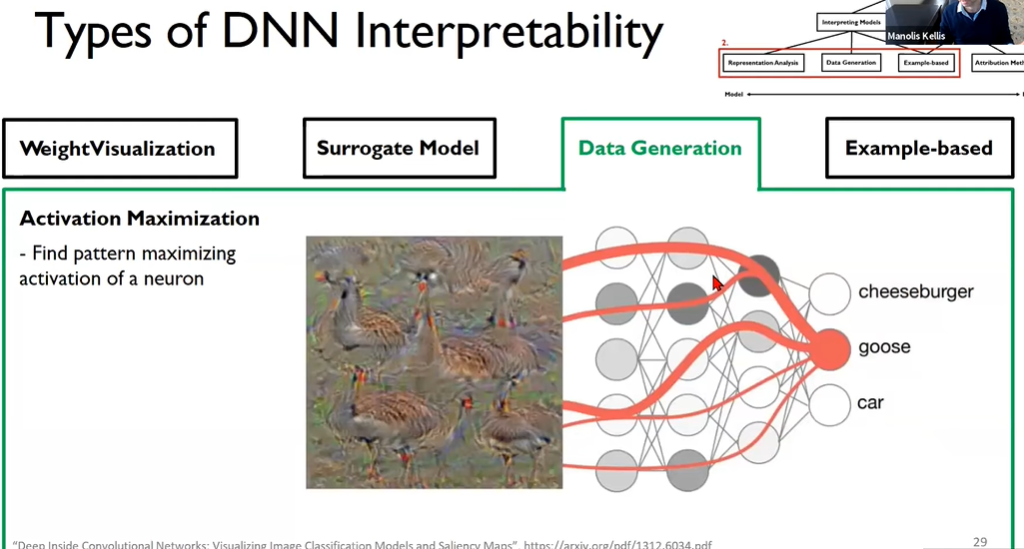 Types of DNN Interpretability
Interpreting Models
Manolis Kellis
2.
Representation Analysis
Data Generation
Example-based
Attribution Meth
Model
WeightVisualization
Surrogate Model
Data Generation
Example-based
Activation Maximization
- Find pattern maximizing
activation of a neuron
cheeseburger
goose
car
"Deep Inside Convolutional Networks: Visualizing Image Classification Models and Saliency Maps", https://arxiv.org/pdf/1312.6034.pdf
29